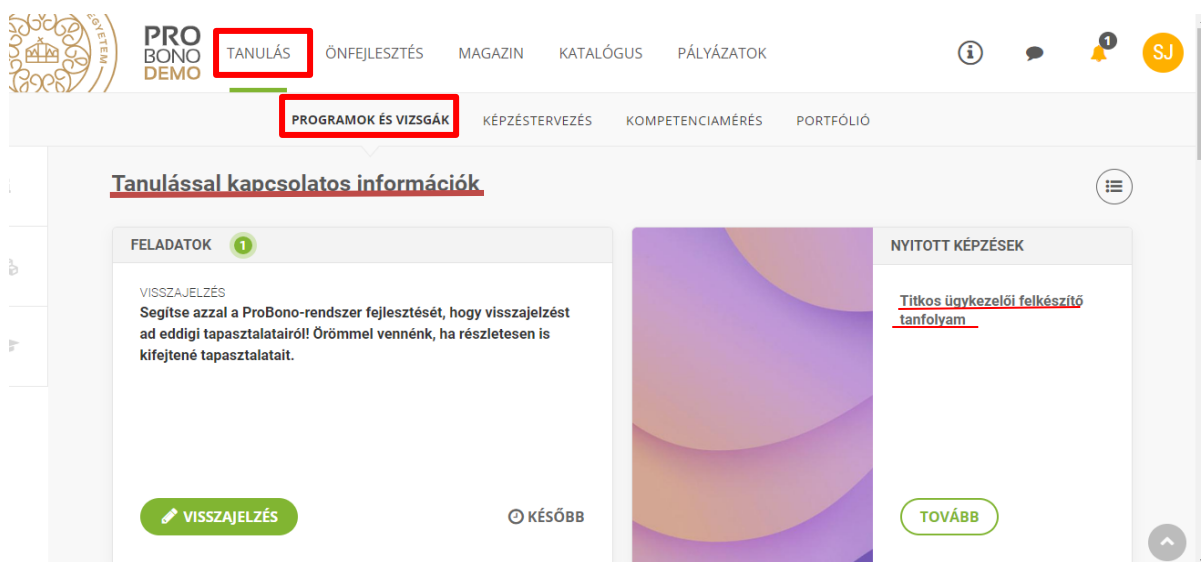 EGYETEM
PRO
BONO
DEMO
TANULÁS ÖNFEJLESZTÉS MAGAZIN KATALÓGUS PÁLYÁZATOK
1
SJ
PROGRAMOK ÉS VIZSGÁK KÉPZÉSTERVEZÉS KOMPETENCIAMÉRÉS PORTFÓLIÓ
Tanulással kapcsolatos információk
FELADATOK 1
VISSZAJELZÉS
Segítse azzal a ProBono-rendszer fejlesztését, hogy visszajelzést
ad eddigi tapasztalatairól! Örömmel vennénk, ha részletesen is
kifejtené tapasztalatait.
VISSZAJELZÉS KÉSŐBB
NYITOTT KÉPZÉSEK
Titkos ügykezelői felkészítő
tanfolyam
TOVÁBB